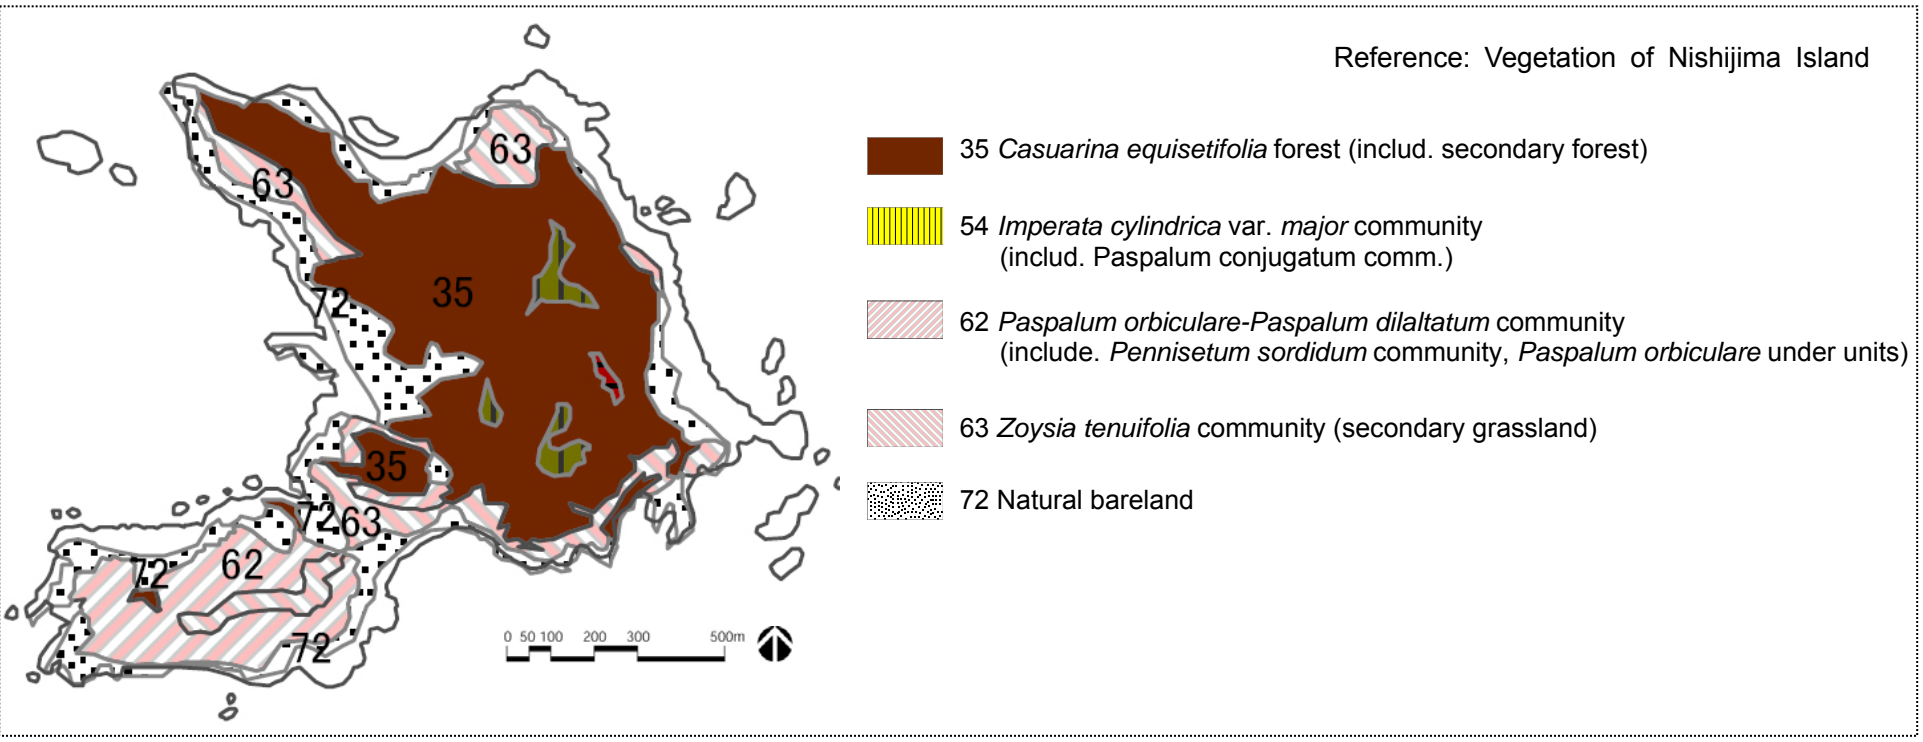 Reference: Vegetation of Nishijima Island
35 Casuarina equisetifolia forest (includ. secondary forest)
54 Imperata cylindrica var. major community
(includ. Paspalum conjugatum comm.)
62 Paspalum orbiculare-Paspalum dilaltatum community
(include. Pennisetum sordidum community, Paspalum orbiculare under units)
63 Zoysia tenuifolia community (secondary grassland)
72 Natural bareland
63
63
72
35
35
72
63
62
72
72
0 50 100 200 300 500m